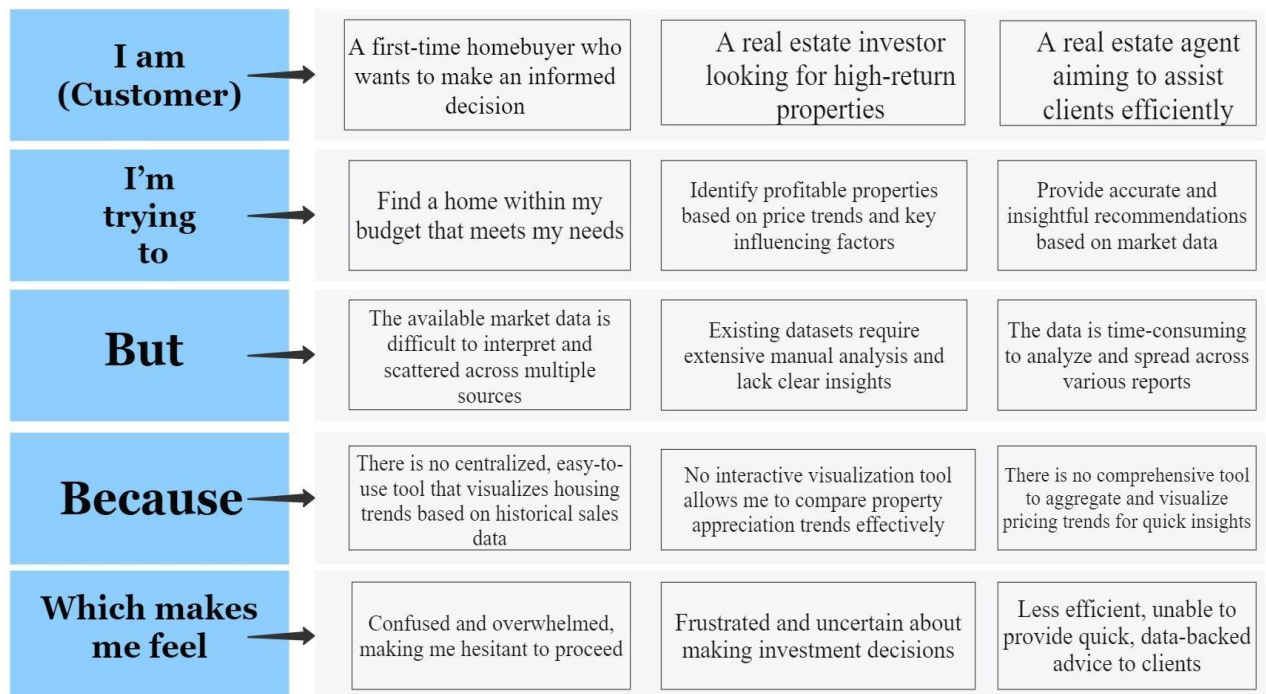 I am
(Customer)
A first-time homebuyer who
wants to make an informed
decision
A real estate investor
looking for high-return
properties
A real estate agent
aiming to assist
clients efficiently
I’m
trying
to
Find a home within my
budget that meets my needs
Identify profitable properties
based on price trends and key
influencing factors
Provide accurate and
insightful recommendations
based on market data
But
The available market data is
difficult to interpret and
scattered across multiple
sources
Existing datasets require
extensive manual analysis and
lack clear insights
The data is time-consuming
to analyze and spread across
various reports
Because
There is no centralized, easy-to-
use tool that visualizes housing
trends based on historical sales
data
No interactive visualization tool
allows me to compare property
appreciation trends effectively
There is no comprehensive tool
to aggregate and visualize
pricing trends for quick insights
Which makes
me feel
Confused and overwhelmed,
making me hesitant to proceed
Frustrated and uncertain about
making investment decisions
Less efficient, unable to
provide quick, data-backed
advice to clients